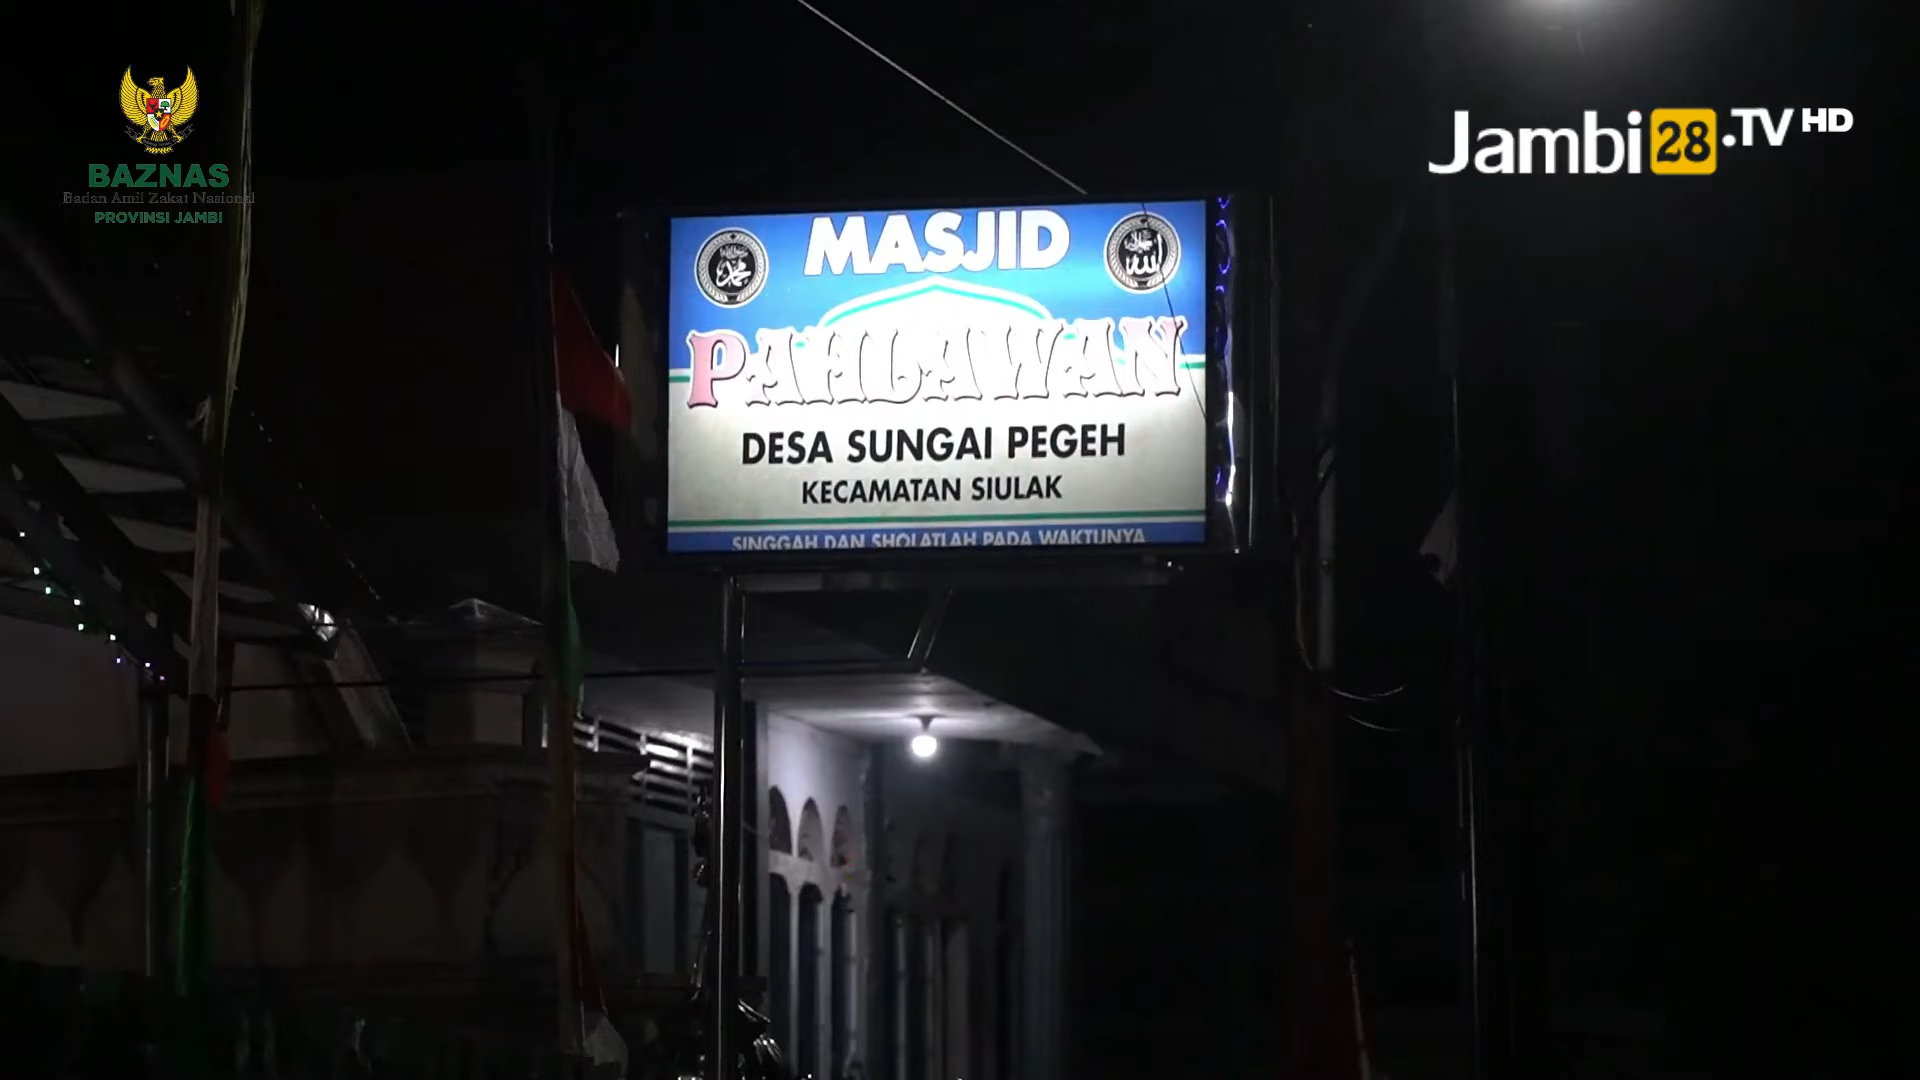 BAZNAS
Badan Amil Zakat Nasional
PROVINSI JAMBI
Jambi28.TV HD
MASJID
PAHLAWAN
DESA SUNGAI PEGEH
KECAMATAN SIULAK
SINGGAH DAN SHOLATLAH PADA WAKTUNYA